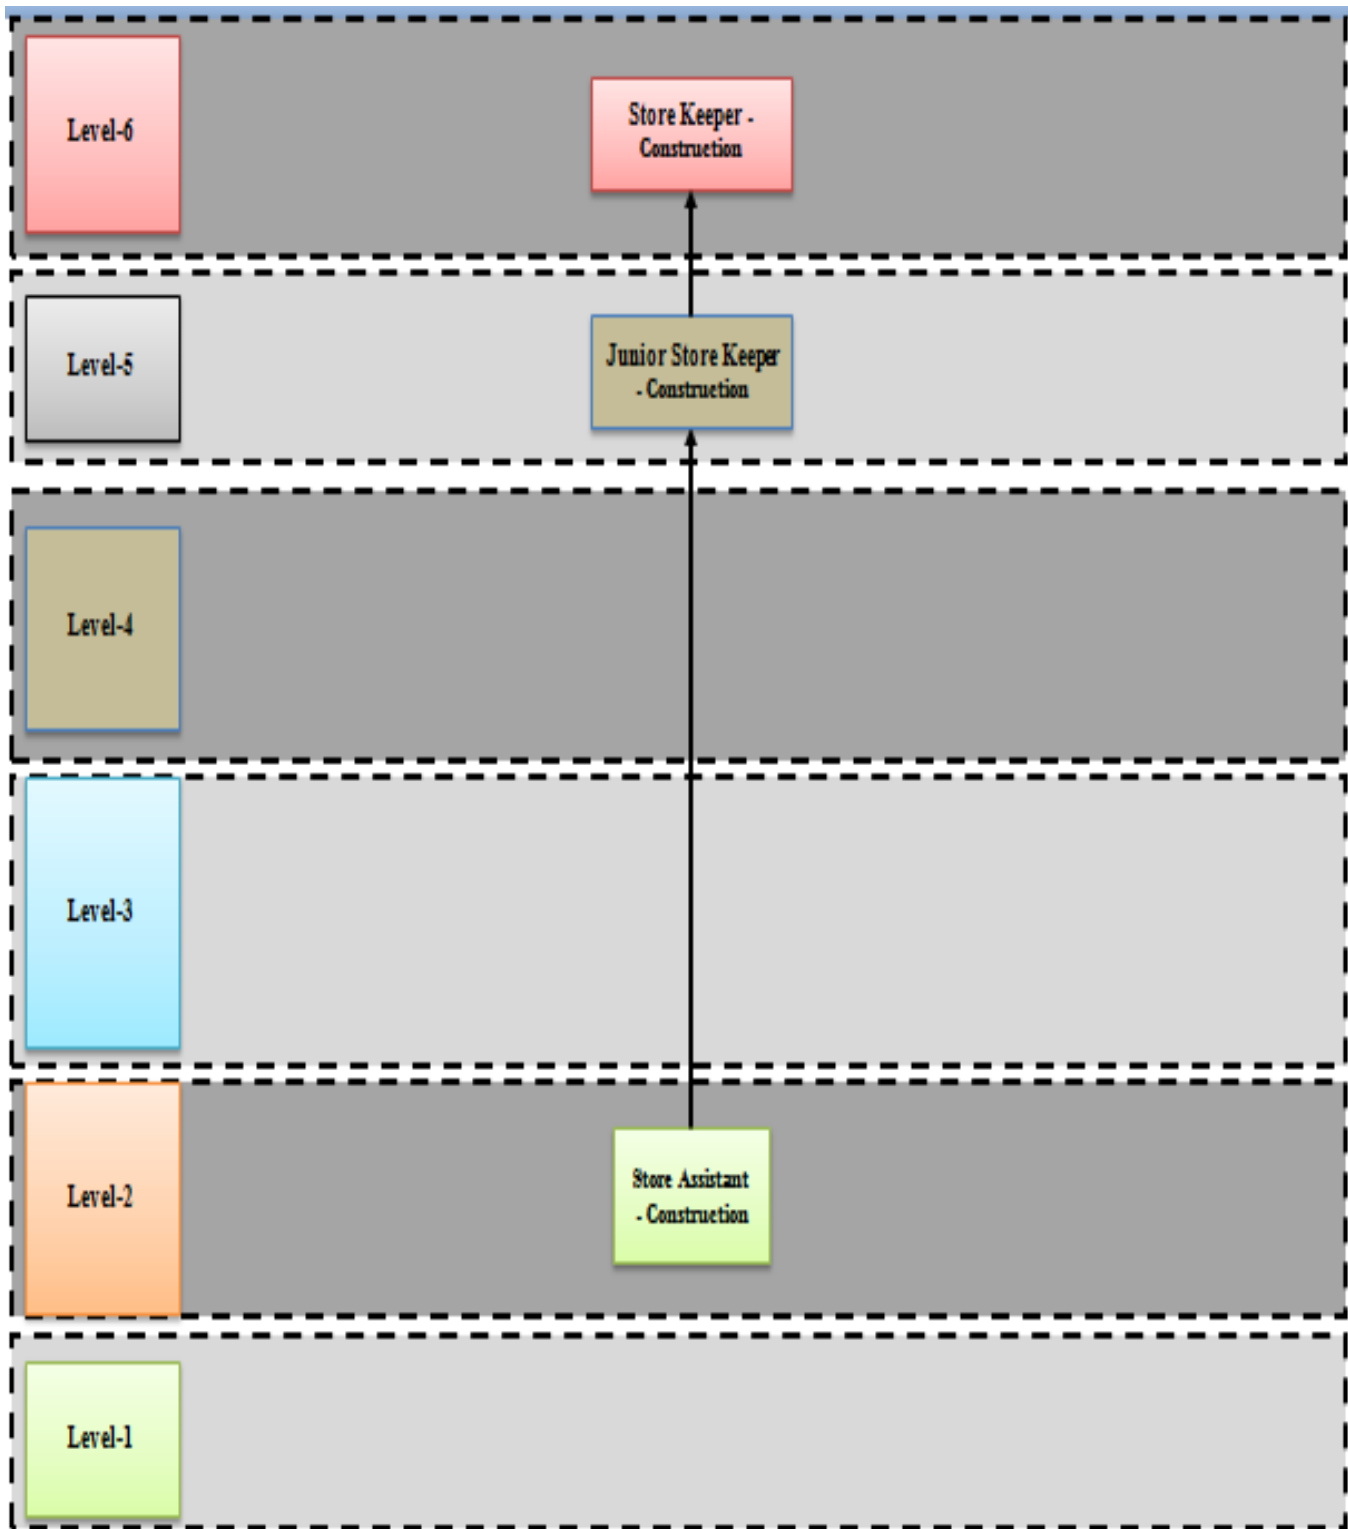 Level-6
Store Keeper -
Construction
Level-5
Junior Store Keeper
- Construction
Level-4
Level-3
Level-2
Store Assistant
- Construction
Level-1